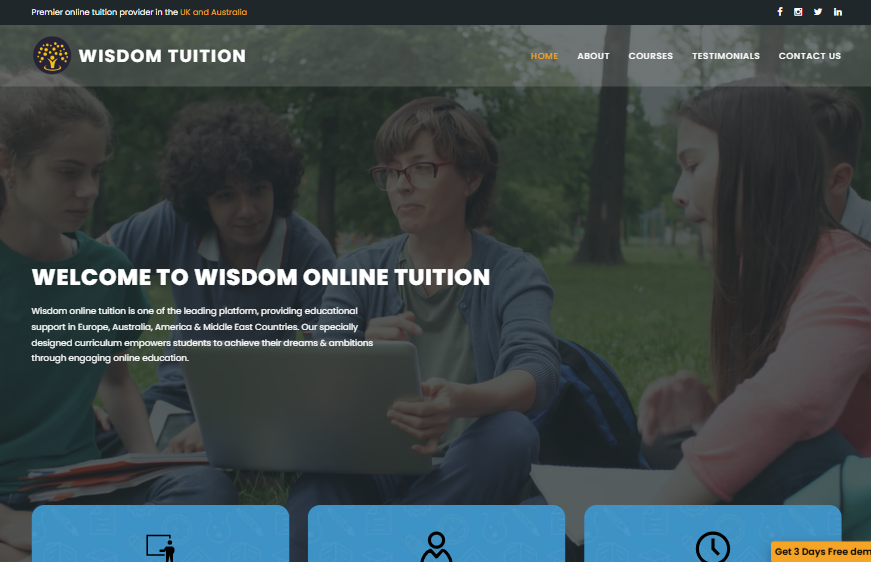 Premier online tuition provider in the UK and Australia
WISDOM TUITION
HOME ABOUT COURSES TESTIMONIALS CONTACT US
WELCOME TO WISDOM ONLINE TUITION
Wisdom online tuition is one of the leading platform, providing educational
support in Europe, Australia, America & Middle East Countries. Our specially
designed curriculum empowers students to achieve their dreams & ambitions
through engaging online education.
Get 3 Days Free dem